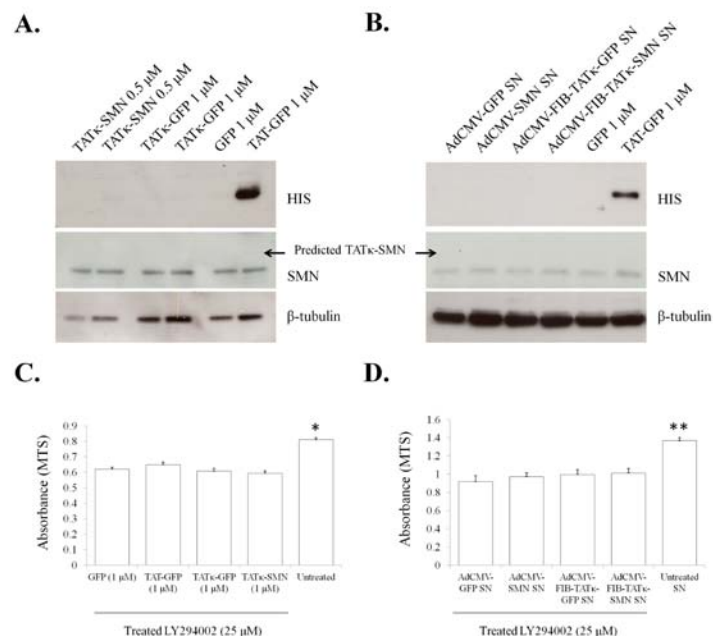 A.
TATκ-SMN 0.5 μM
TATκ-SMN 0.5 μM
TATκ-GFP 1 μM
TATκ-GFP 1 μM
GFP 1 μM
TAT-GFP 1 μM
HIS
SMN
β-tubulin
Predicted TATκ-SMN
B.
AdCMV-GFP SN
AdCMV-SMN SN
AdCMV-FIB-TATκ-GFP SN
AdCMV-FIB-TATκ-SMN SN
GFP 1 μM
TAT-GFP 1 μM
HIS
SMN
β-tubulin
C.
Absorbance (MTS)
0.9
0.8
0.7
0.6
0.5
0.4
0.3
0.2
0.1
0
*
GFP (1 μM)
TAT-GFP
(1 μM)
TATκ-GFP
(1 μM)
TATκ-SMN
(1 μM)
Untreated
Treated LY294002 (25 μM)
D.
Absorbance (MTS)
1.6
1.4
1.2
1
0.8
0.6
0.4
0.2
0
**
AdCMV-
GFP SN
AdCMV-
SMN SN
AdCMV-
FIB-TATκ-
GFP SN
AdCMV-
FIB-TATκ-
SMN SN
Untreated
SN
Treated LY294002 (25 μM)